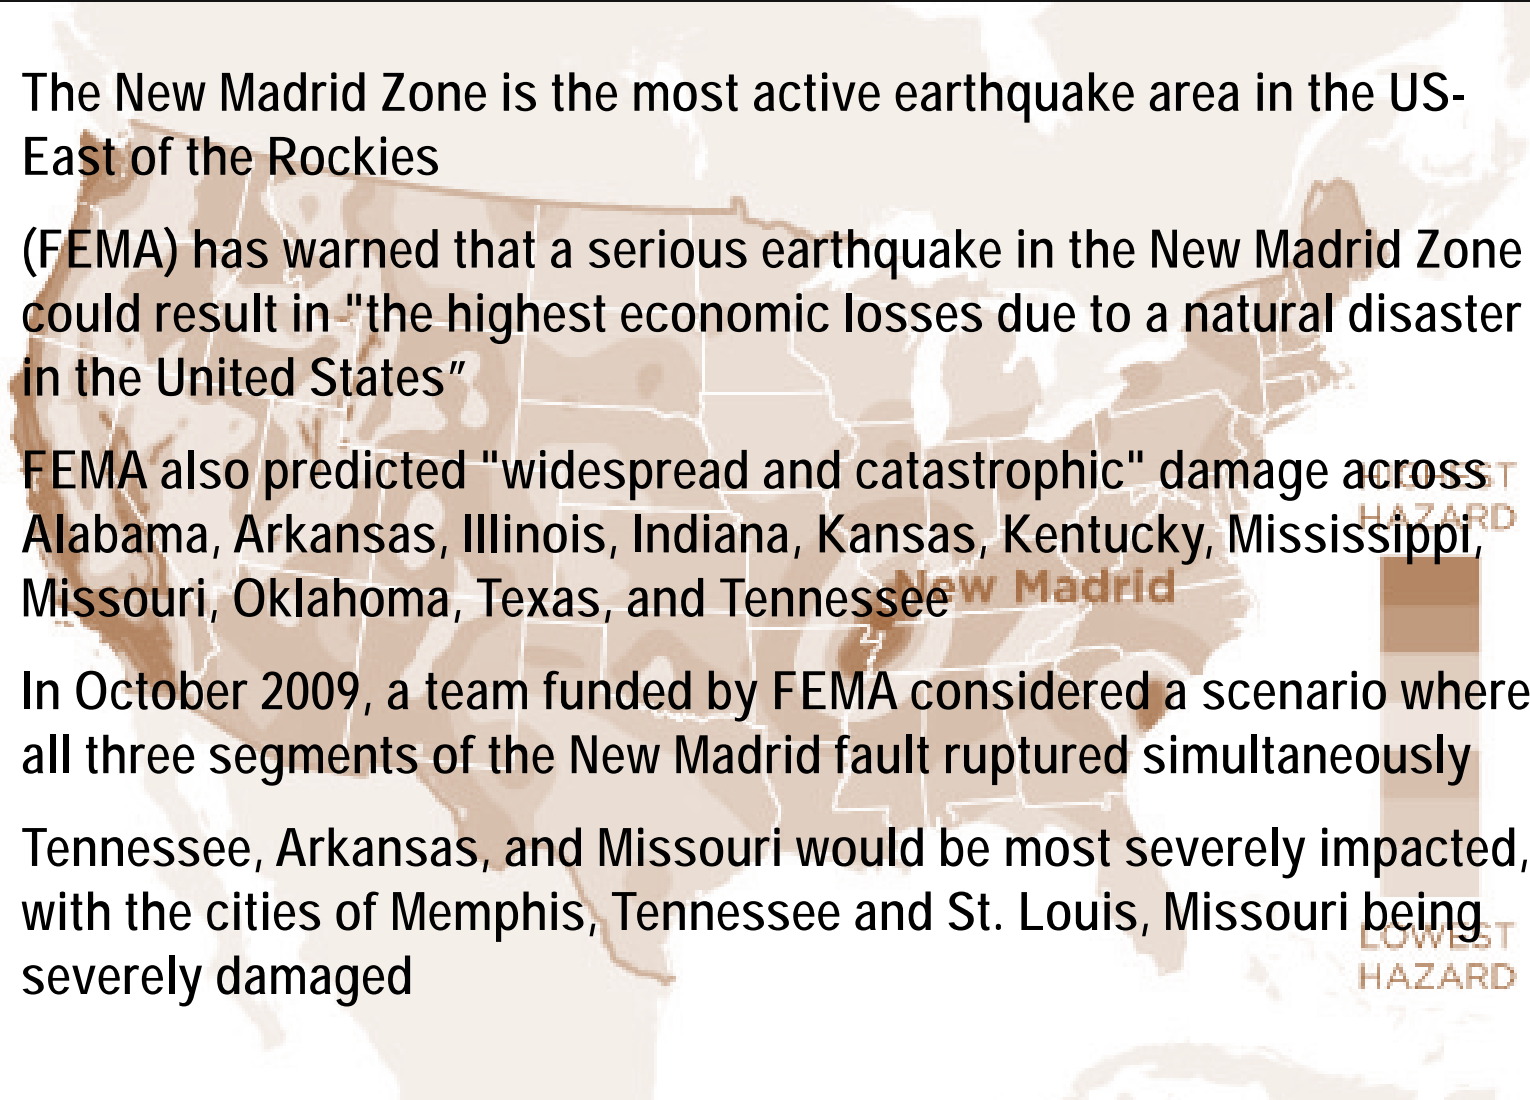 The New Madrid Zone is the most active earthquake area in the US-
East of the Rockies
(FEMA) has warned that a serious earthquake in the New Madrid Zone
could result in "the highest economic losses due to a natural disaster
in the United States”
FEMA also predicted "widespread and catastrophic" damage across
Alabama, Arkansas, Illinois, Indiana, Kansas, Kentucky, Mississippi,
Missouri, Oklahoma, Texas, and Tennessee
In October 2009, a team funded by FEMA considered a scenario where
all three segments of the New Madrid fault ruptured simultaneously
Tennessee, Arkansas, and Missouri would be most severely impacted,
with the cities of Memphis, Tennessee and St. Louis, Missouri being
severely damaged
New Madrid
HIGHEST
HAZARD
LOWEST
HAZARD